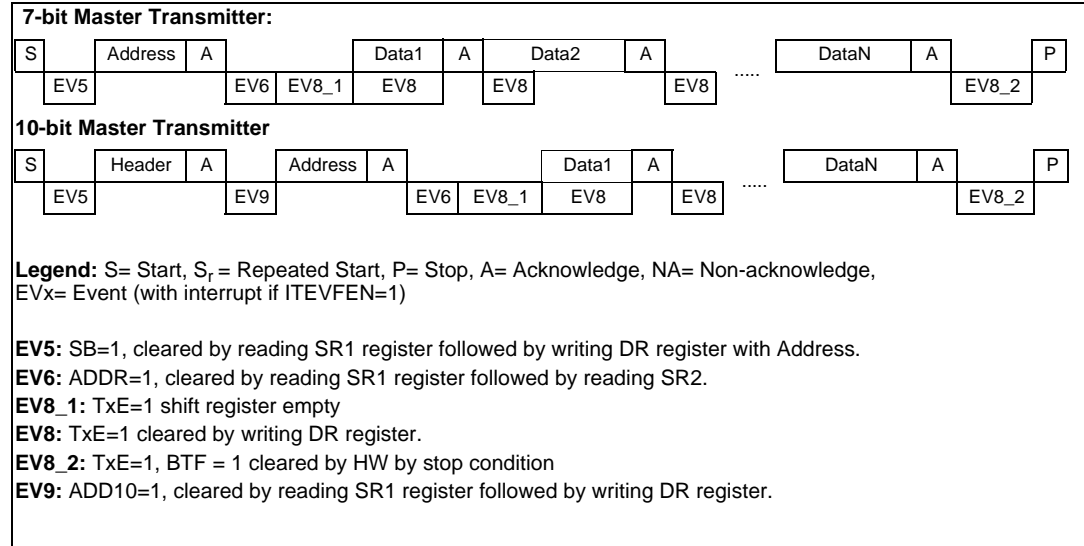 7-bit Master Transmitter:
S Address A Data1 A Data2 A ..... DataN A P
EV5 EV6 EV8_1 EV8 EV8 EV8 EV8_2
10-bit Master Transmitter
S Header A Address A Data1 A ..... DataN A P
EV5 EV9 EV6 EV8_1 EV8 EV8 EV8_2
Legend: S= Start, Sr = Repeated Start, P= Stop, A= Acknowledge, NA= Non-acknowledge,
EVx= Event (with interrupt if ITEVFEN=1)
EV5: SB=1, cleared by reading SR1 register followed by writing DR register with Address.
EV6: ADDR=1, cleared by reading SR1 register followed by reading SR2.
EV8_1: TxE=1 shift register empty
EV8: TxE=1 cleared by writing DR register.
EV8_2: TxE=1, BTF = 1 cleared by HW by stop condition
EV9: ADD10=1, cleared by reading SR1 register followed by writing DR register.